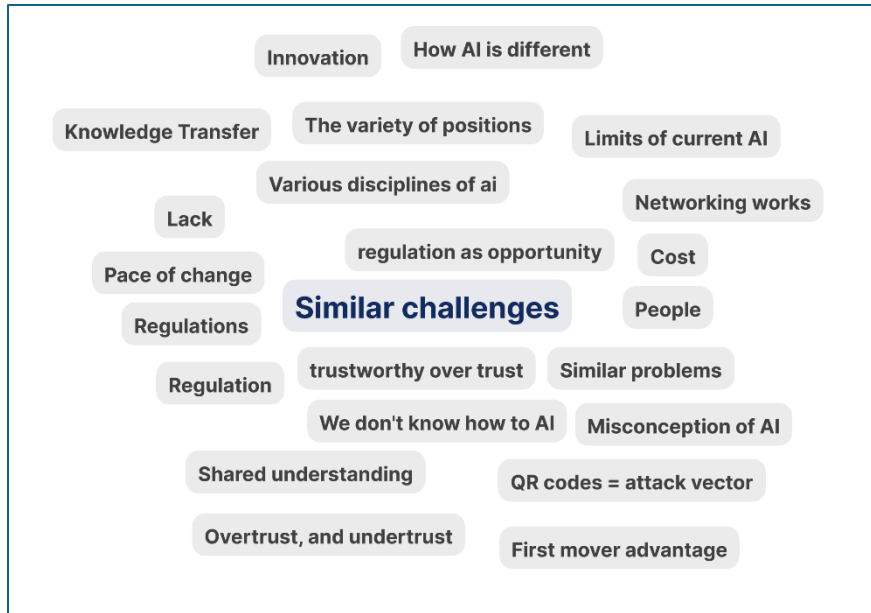 Innovation
How AI is different
Knowledge Transfer
The variety of positions
Limits of current AI
Various disciplines of ai
Networking works
Lack
regulation as opportunity
Cost
Pace of change
Similar challenges
People
Regulations
trustworthy over trust
Similar problems
Regulation
We don't know how to AI
Misconception of AI
Shared understanding
QR codes = attack vector
Overtrust, and undertrust
First mover advantage